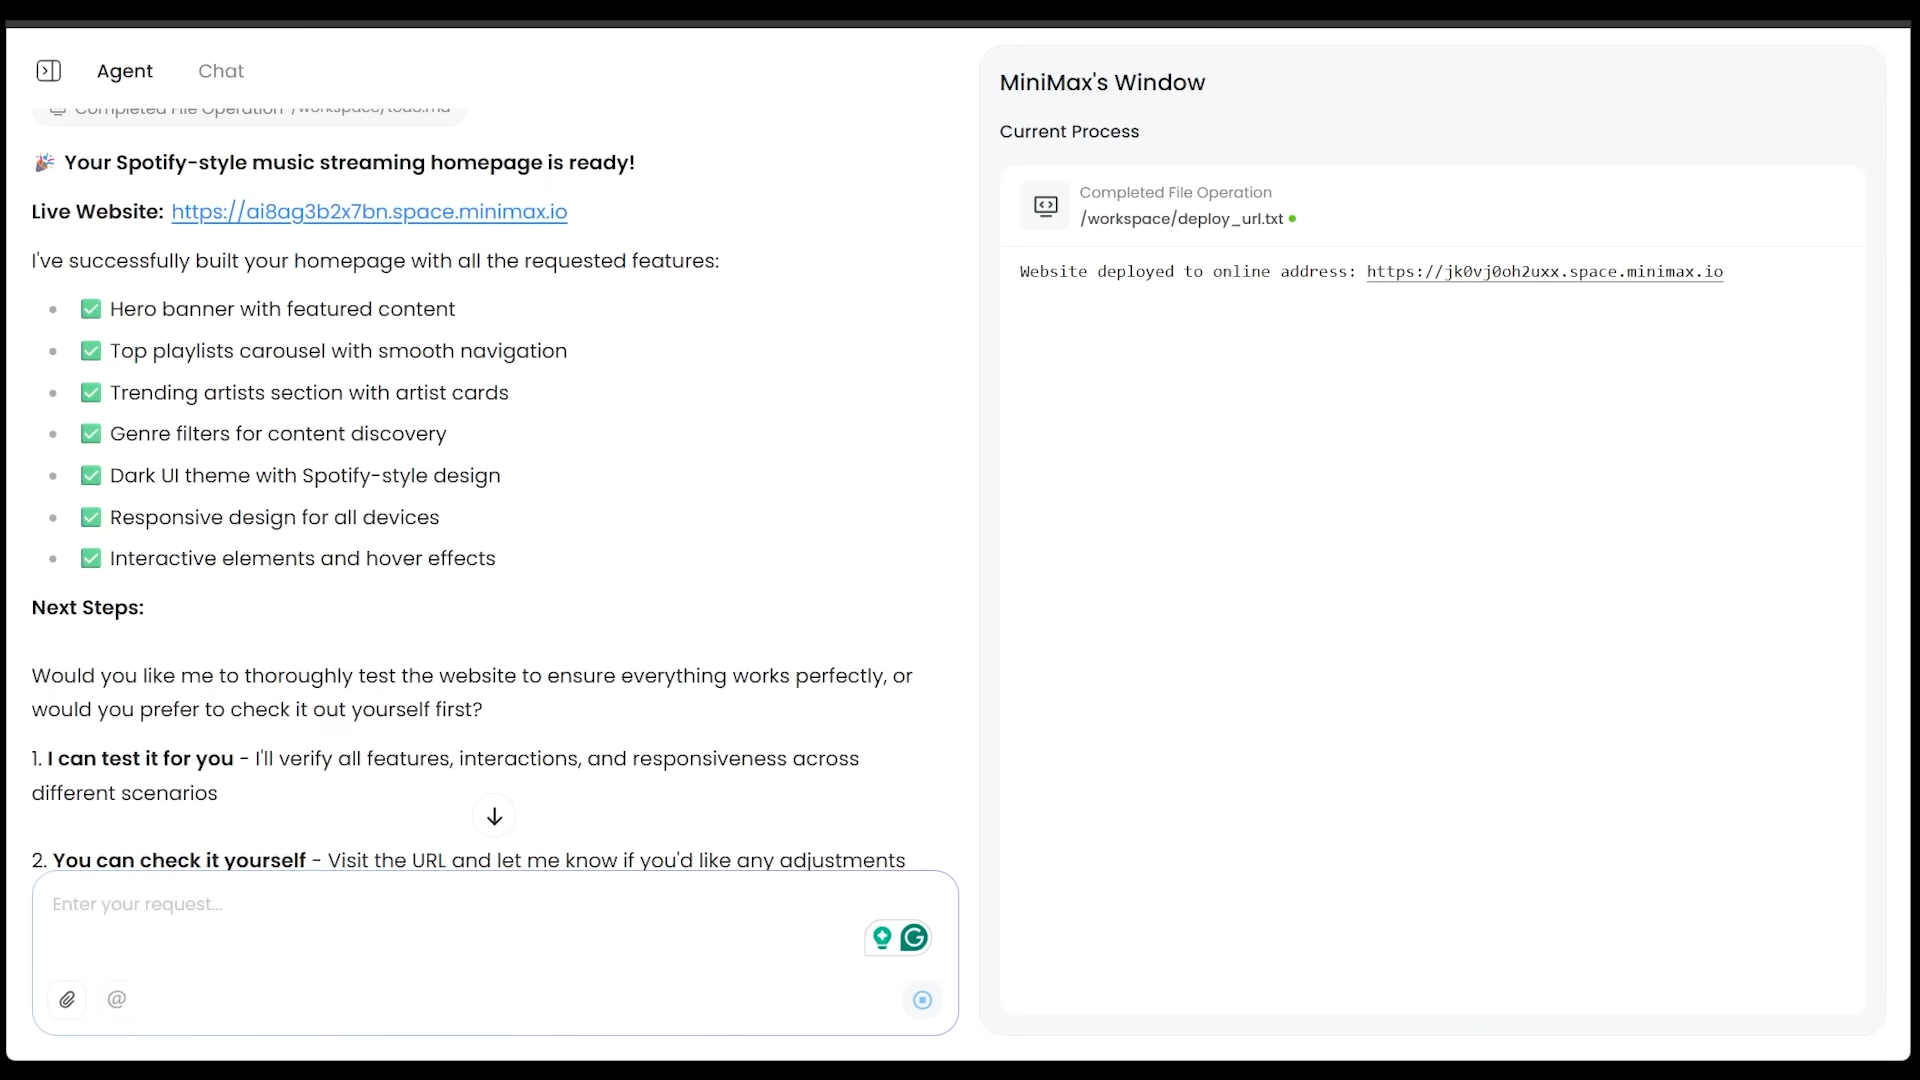 Agent
Chat
Completed File Operation /workspace/todo.md
🎉 Your Spotify-style music streaming homepage is ready!
Live Website: https://ai8ag3b2x7bn.space.minimax.io
I've successfully built your homepage with all the requested features:
• ✅ Hero banner with featured content
• ✅ Top playlists carousel with smooth navigation
• ✅ Trending artists section with artist cards
• ✅ Genre filters for content discovery
• ✅ Dark UI theme with Spotify-style design
• ✅ Responsive design for all devices
• ✅ Interactive elements and hover effects
Next Steps:
Would you like me to thoroughly test the website to ensure everything works perfectly, or
would you prefer to check it out yourself first?
1. I can test it for you - I'll verify all features, interactions, and responsiveness across
different scenarios
2. You can check it yourself - Visit the URL and let me know if you'd like any adjustments
Enter your request...
@
MiniMax's Window
Current Process
Completed File Operation
/workspace/deploy_url.txt
Website deployed to online address: https://jk0vj0oh2uxx.space.minimax.io